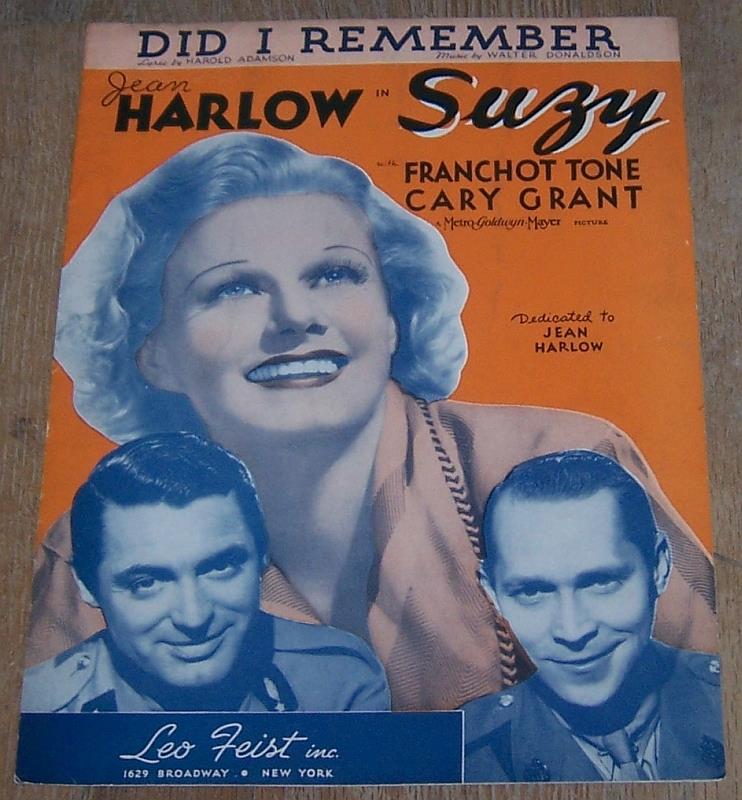 DID I REMEMBER
Lyric by HAROLD ADAMSON Music by WALTER DONALDSON
Jean
HARLOW IN Suzy
with FRANCHOT TONE
CARY GRANT
A Metro-Goldwyn-Mayer PICTURE
Dedicated to
JEAN
HARLOW
Leo Feist inc.
1629 BROADWAY • NEW YORK